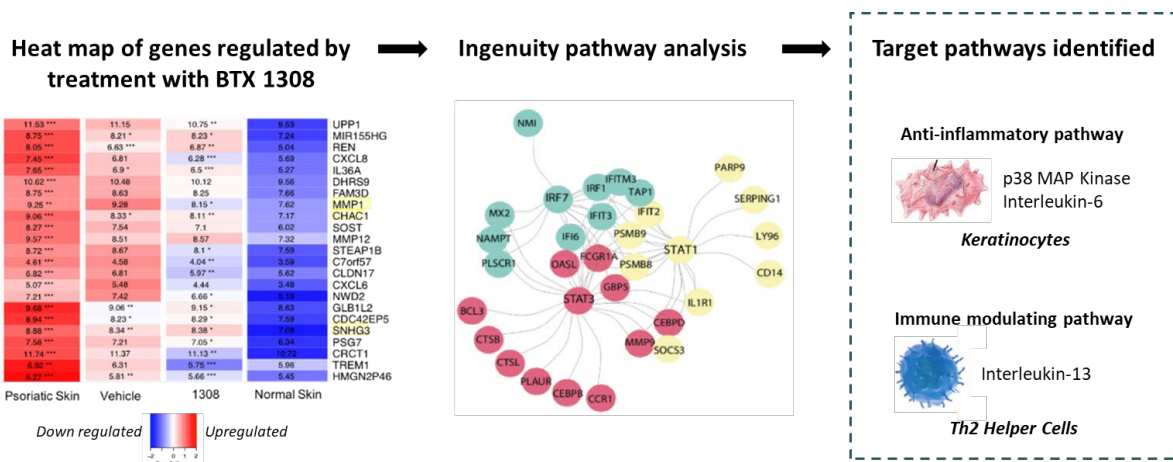 Heat map of genes regulated by
treatment with BTX 1308
Ingenuity pathway analysis
Target pathways identified
11.53 *** 11.15 10.75 ** 9.53 UPP1
8.75 *** 8.21 * 8.23 * 7.24 MIR155HG
8.05 *** 6.63 *** 6.87 ** 5.04 REN
7.45 *** 6.81 6.28 *** 5.69 CXCL8
7.65 *** 6.9 * 6.5 *** 5.27 IL36A
10.62 *** 10.48 10.12 9.56 DHRS9
8.75 *** 8.63 8.25 7.66 FAM3D
9.25 ** 9.28 8.15 * 7.62 MMP1
9.06 *** 8.33 * 8.11 ** 7.17 CHAC1
8.27 *** 7.54 7.1 6.02 SOST
9.57 *** 8.51 8.57 7.32 MMP12
8.72 *** 8.67 8.1 * 7.59 STEAP1B
4.61 *** 4.58 4.04 ** 3.59 C7orf57
6.82 *** 6.81 5.97 ** 5.62 CLDN17
5.07 *** 5.48 4.44 3.63 CXCL6
7.21 *** 7.42 6.66 * NWD2
9.68 *** 9.06 ** 9.15 * 8.63 GLB1L2
8.94 *** 8.23 * 8.29 * 7.59 CDC42EP5
8.88 *** 8.34 ** 8.38 * 7.08 SNHG3
7.58 *** 7.21 7.05 * 6.34 PSG7
11.74 *** 11.37 11.13 ** 10.72 CRCT1
6.92 ** 6.31 5.75 *** 5.96 TREM1
6.27 *** 5.81 ** 5.66 *** 5.45 HMGN2P46
Psoriatic Skin Vehicle 1308 Normal Skin
Down regulated Upregulated
-2 0 1 2
NMI
PARP9
IFITM3
IRF1
TAP1
SERPING1
IRF7
IFIT3
IFIT2
MX2
LY96
NAMPT
IFI6
PSMB9
STAT1
PLSCR1
OASL
FCGR1A
PSMB8
CD14
GBP5
STAT3
IL1R1
BCL3
CEBPD
CTSB
MMP9
SOCS3
CTSL
PLAUR
CEBPB
CCR1
Anti-inflammatory pathway
p38 MAP Kinase
Interleukin-6
Keratinocytes
Immune modulating pathway
Interleukin-13
Th2 Helper Cells